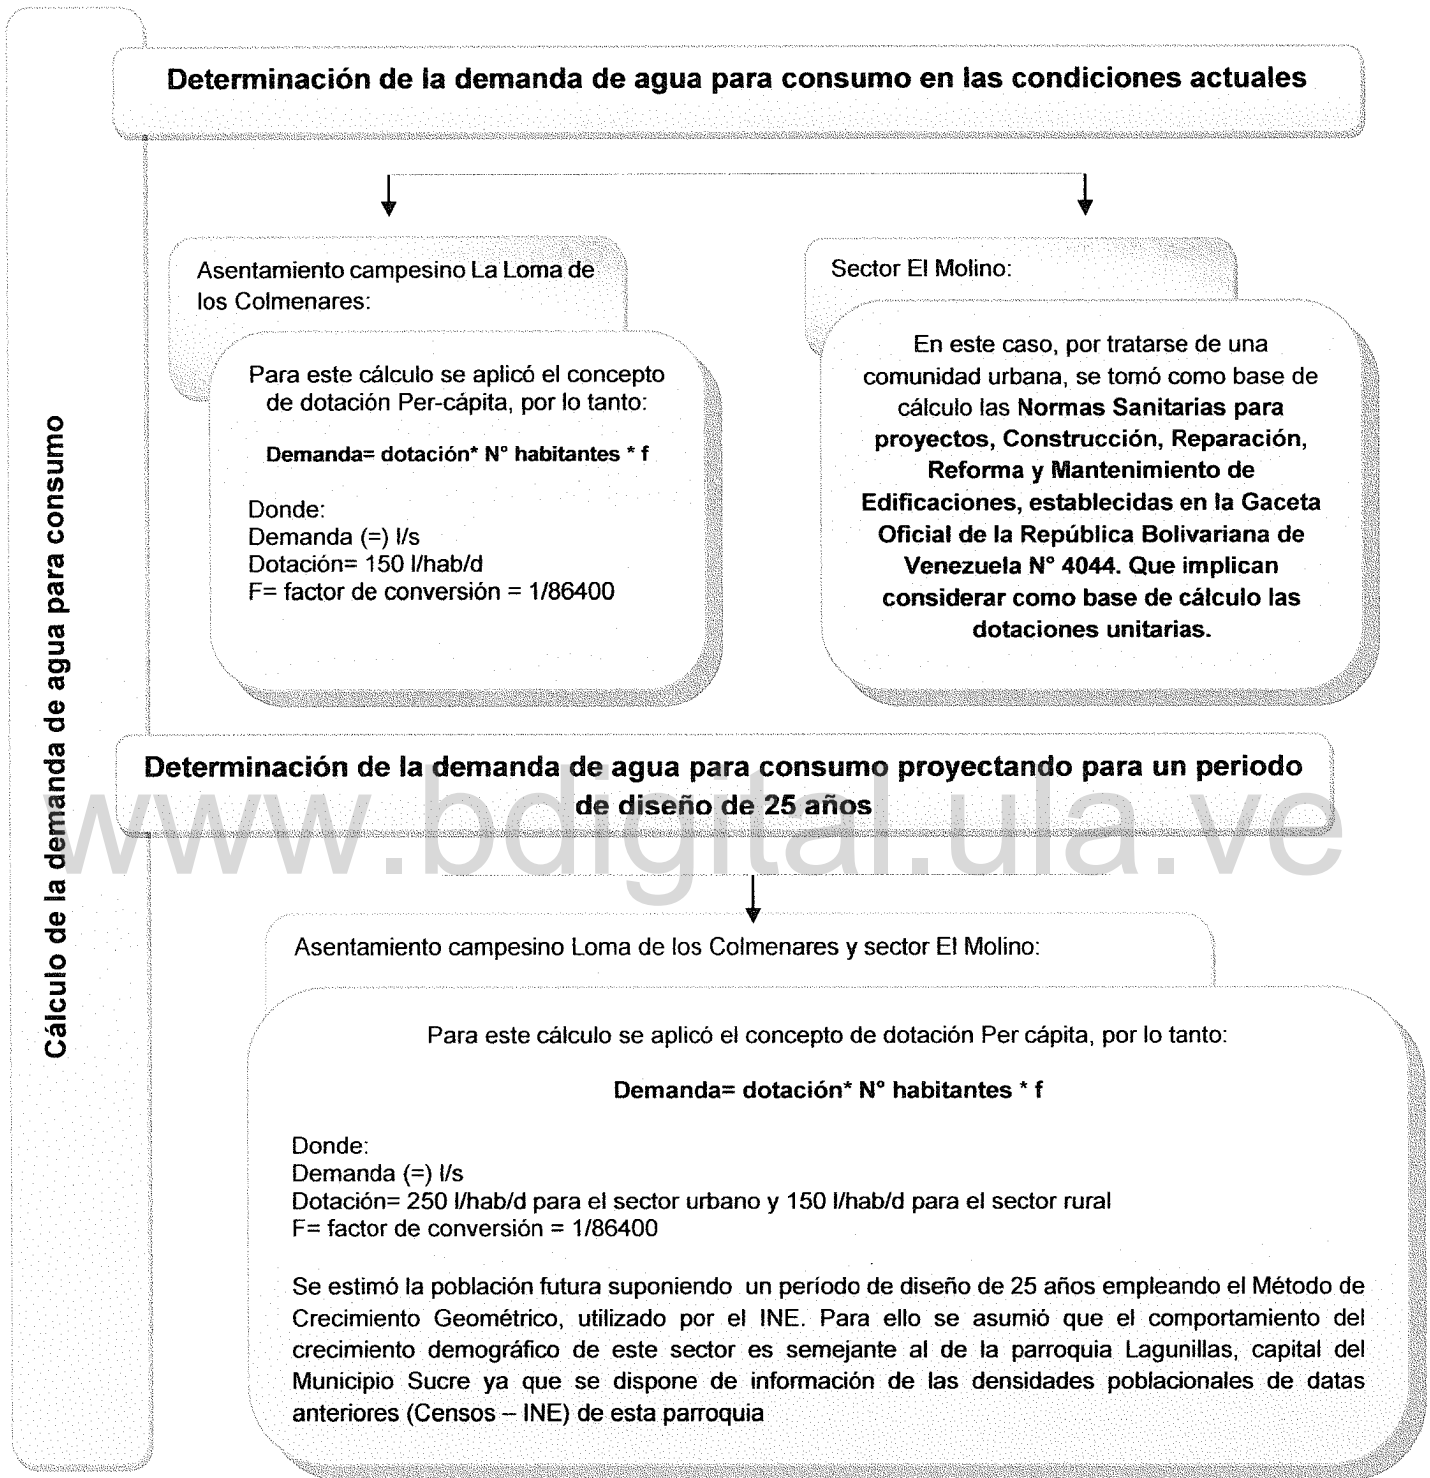 Cálculo de la demanda de agua para consumo
Determinación de la demanda de agua para consumo en las condiciones actuales
Asentamiento campesino La Loma de
los Colmenares:
Para este cálculo se aplicó el concepto
de dotación Per-cápita, por lo tanto:
Demanda= dotación* N° habitantes * f
Donde:
Demanda (=) l/s
Dotación= 150 l/hab/d
F= factor de conversión = 1/86400
Sector El Molino:
En este caso, por tratarse de una
comunidad urbana, se tomó como base de
cálculo las Normas Sanitarias para
proyectos, Construcción, Reparación,
Reforma y Mantenimiento de
Edificaciones, establecidas en la Gaceta
Oficial de la República Bolivariana de
Venezuela N° 4044. Que implican
considerar como base de cálculo las
dotaciones unitarias.
Determinación de la demanda de agua para consumo proyectando para un periodo
de diseño de 25 años
www.bdigital.ula.ve
Asentamiento campesino Loma de los Colmenares y sector El Molino:
Para este cálculo se aplicó el concepto de dotación Per cápita, por lo tanto:
Demanda= dotación* N° habitantes * f
Donde:
Demanda (=) l/s
Dotación= 250 l/hab/d para el sector urbano y 150 l/hab/d para el sector rural
F= factor de conversión = 1/86400
Se estimó la población futura suponiendo un período de diseño de 25 años empleando el Método de
Crecimiento Geométrico, utilizado por el INE. Para ello se asumió que el comportamiento del
crecimiento demográfico de este sector es semejante al de la parroquia Lagunillas, capital del
Municipio Sucre ya que se dispone de información de las densidades poblacionales de datas
anteriores (Censos – INE) de esta parroquia